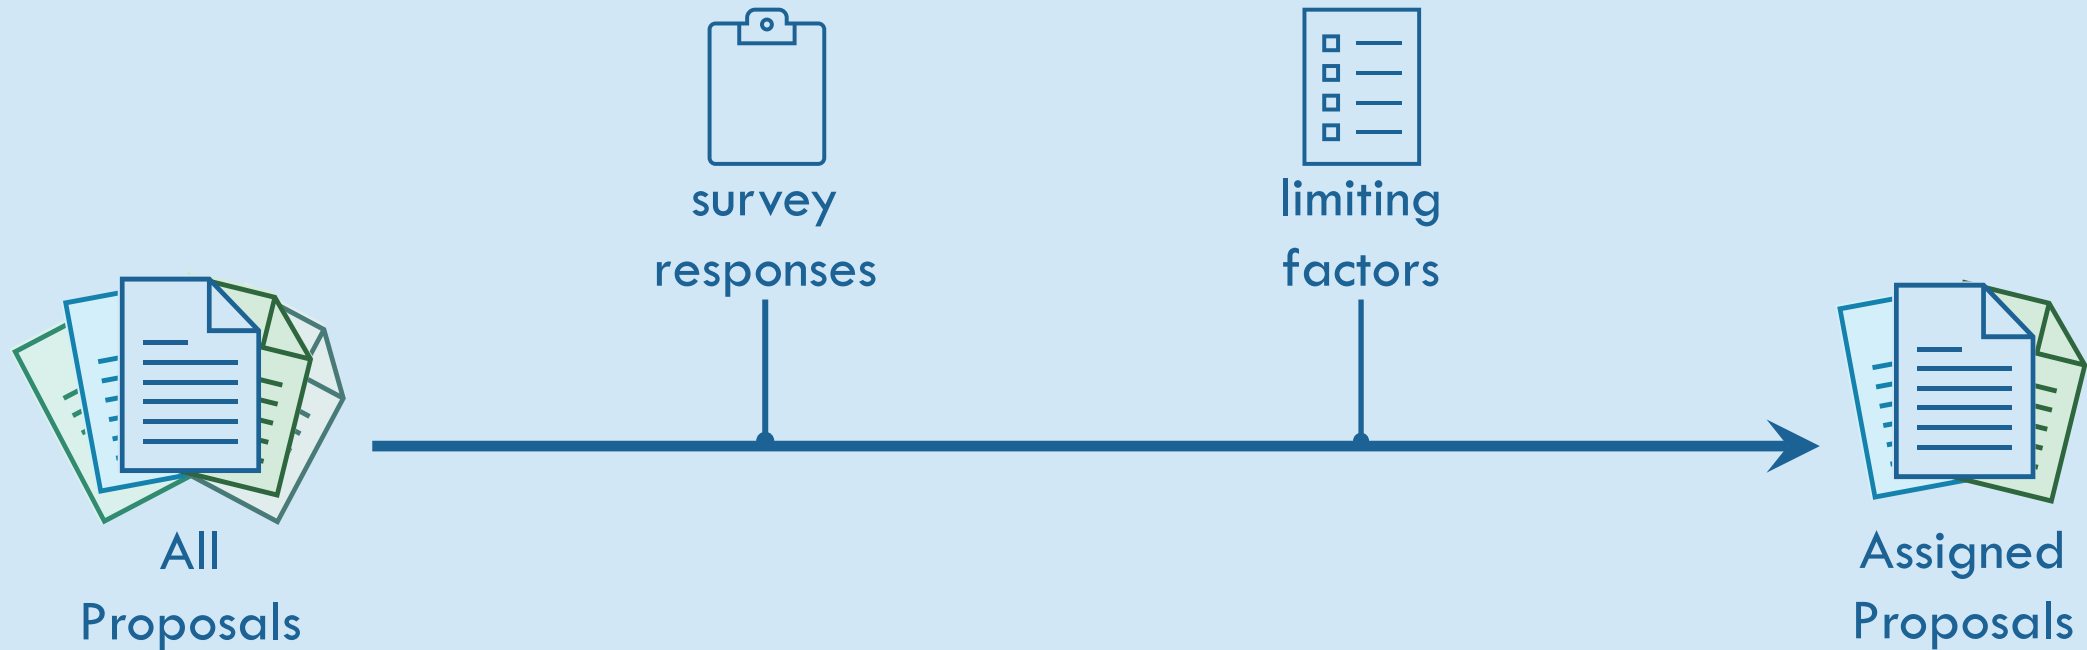 survey
responses
limiting
factors
All
Proposals
Assigned
Proposals